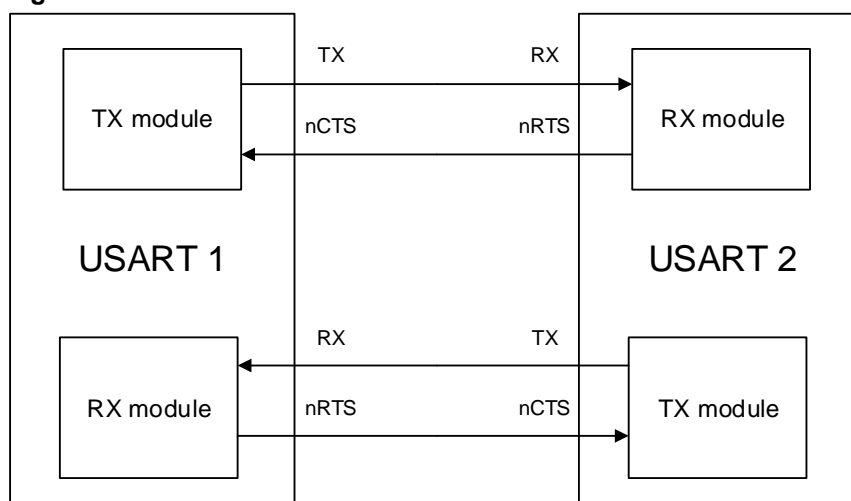 TX RX
TX module nCTS nRTS RX module
USART 1 USART 2
RX TX
RX module nRTS nCTS TX module